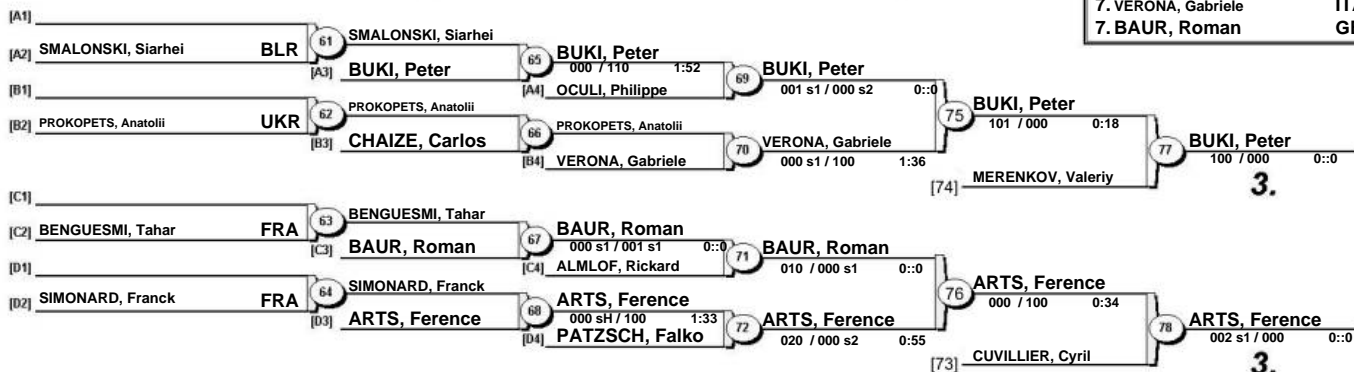 7. VERONA, Gabriele
7. BAUR, Roman
[A1]
[A2] SMALONSKI, Siarhei BLR
61
SMALONSKI, Siarhei
[A3] BUKI, Peter
65
BUKI, Peter
000 / 110 1:52
[A4] OCULI, Philippe
69
BUKI, Peter
001 s1 / 000 s2 0::0
[B1]
[B2] PROKOPETS, Anatolii UKR
62
PROKOPETS, Anatolii
[B3] CHAIZE, Carlos
66
PROKOPETS, Anatolii
[B4] VERONA, Gabriele
70
VERONA, Gabriele
000 s1 / 100 1:36
75
BUKI, Peter
101 / 000 0:18
[74] MERENKOV, Valeriy
77
BUKI, Peter
100 / 000 0::0
3.
[C1]
[C2] BENGUESMI, Tahar FRA
63
BENGUESMI, Tahar
[C3] BAUR, Roman
67
BAUR, Roman
000 s1 / 001 s1 0::0
[C4] ALMLOF, Rickard
71
BAUR, Roman
010 / 000 s1 0::0
[D1]
[D2] SIMONARD, Franck FRA
64
SIMONARD, Franck
[D3] ARTS, Ference
68
ARTS, Ference
000 sH / 100 1:33
[D4] PATZSCH, Falko
72
ARTS, Ference
020 / 000 s2 0:55
76
ARTS, Ference
000 / 100 0:34
[73] CUVILLIER, Cyril
78
ARTS, Ference
002 s1 / 000 0::0
3.